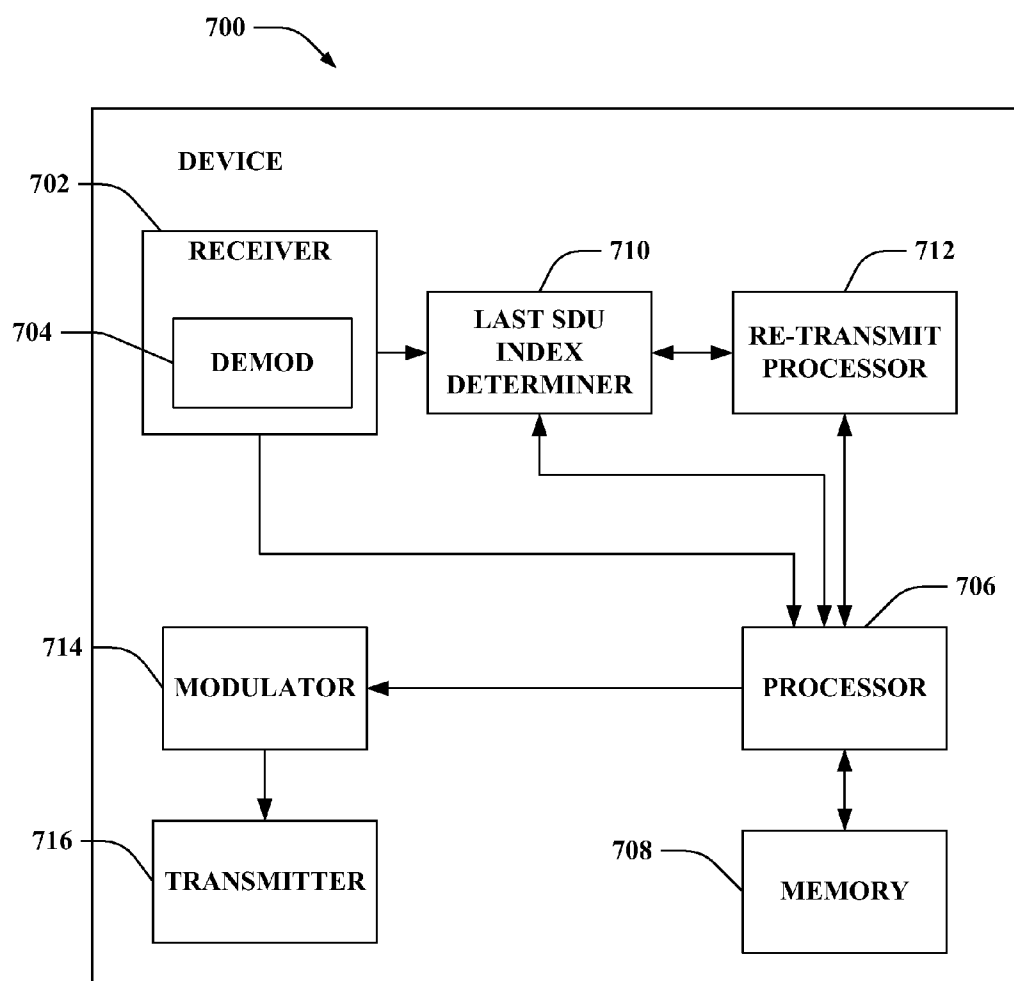 700
DEVICE
702
RECEIVER
710
712
704
DEMOD
LAST SDU
INDEX
DETERMINER
RE-TRANSMIT
PROCESSOR
706
714
MODULATOR
PROCESSOR
716
TRANSMITTER
708
MEMORY